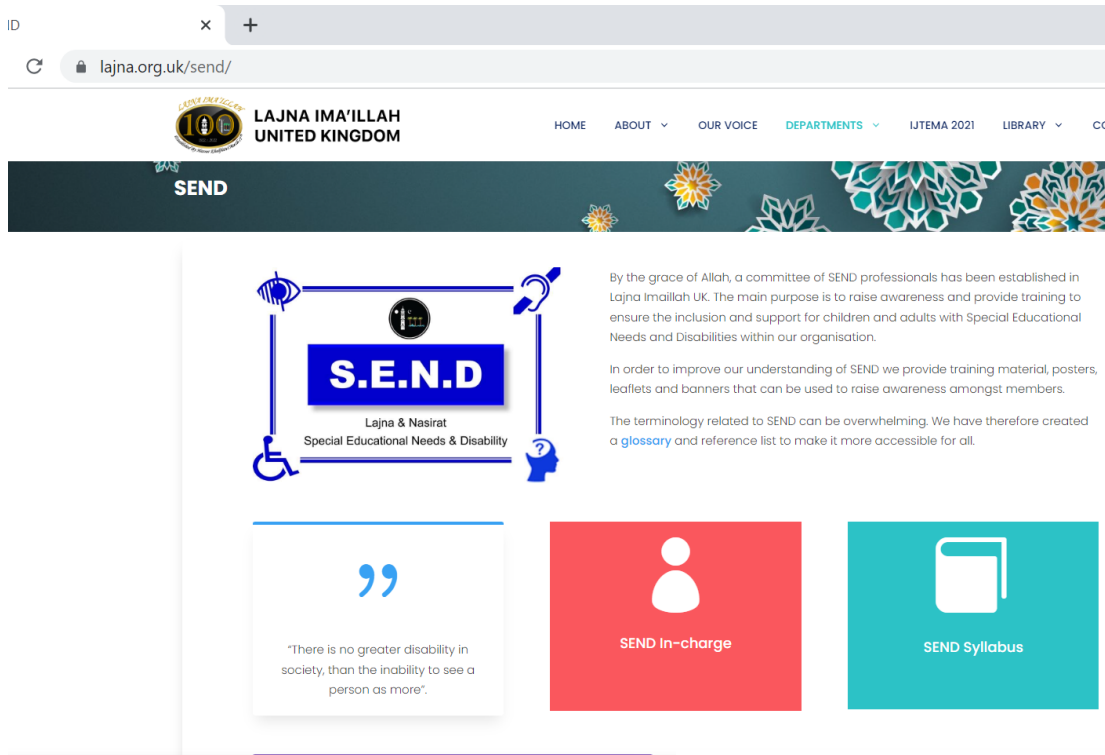 ID
lajna.org.uk/send/
100
LAJNA IMA'ILLAH
UNITED KINGDOM
HOME ABOUT OUR VOICE DEPARTMENTS IJTEMA 2021 LIBRARY CO
SEND
S.E.N.D
Lajna & Nasirat
Special Educational Needs & Disability
?
By the grace of Allah, a committee of SEND professionals has been established in
Lajna Imaillah UK. The main purpose is to raise awareness and provide training to
ensure the inclusion and support for children and adults with Special Educational
Needs and Disabilities within our organisation.
In order to improve our understanding of SEND we provide training material, posters,
leaflets and banners that can be used to raise awareness amongst members.
The terminology related to SEND can be overwhelming. We have therefore created
a glossary and reference list to make it more accessible for all.
”
“There is no greater disability in
society, than the inability to see a
person as more”.
SEND In-charge
SEND Syllabus